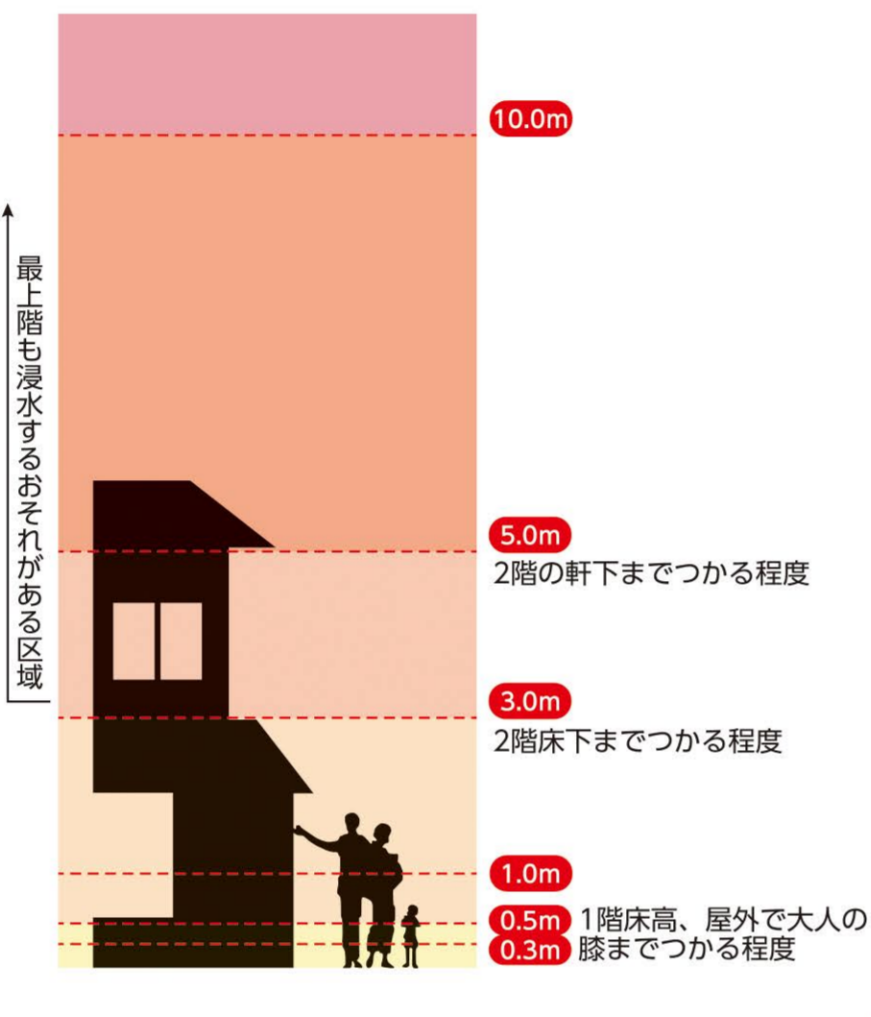 10.0m
最上階も浸水するおそれがある区域
5.0m
2階の軒下までつかる程度
3.0m
2階床下までつかる程度
1.0m
0.5m 1階床高、屋外で大人の
0.3m 膝までつかる程度